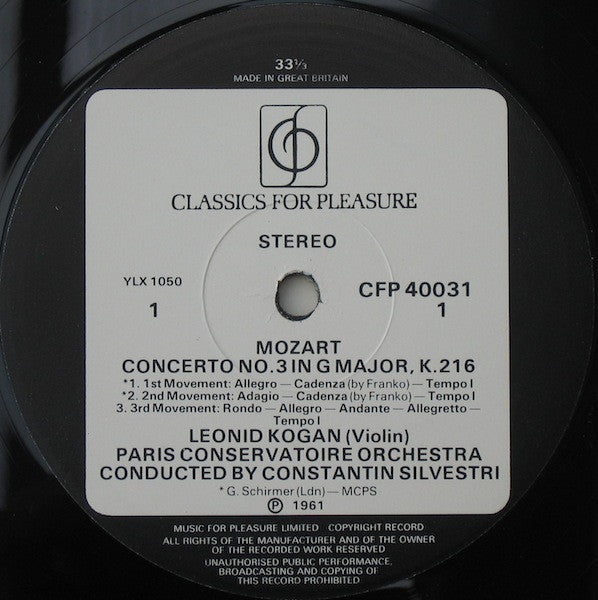 33⅓
MADE IN GREAT BRITAIN
CLASSICS FOR PLEASURE
STEREO
YLX 1050
1
CFP 40031
1
MOZART
CONCERTO NO.3 IN G MAJOR, K.216
*1. 1st Movement: Allegro — Cadenza (by Franko) — Tempo I
*2. 2nd Movement: Adagio — Cadenza (by Franko) — Tempo I
3. 3rd Movement: Rondo — Allegro — Andante — Allegretto —
Tempo I
LEONID KOGAN (Violin)
PARIS CONSERVATOIRE ORCHESTRA
CONDUCTED BY CONSTANTIN SILVESTRI
* G. Schirmer (Ldn) — MCPS
℗ 1961
MUSIC FOR PLEASURE LIMITED COPYRIGHT RECORD
ALL RIGHTS OF THE MANUFACTURER AND OF THE OWNER
OF THE RECORDED WORK RESERVED
UNAUTHORISED PUBLIC PERFORMANCE,
BROADCASTING AND COPYING OF
THIS RECORD PROHIBITED